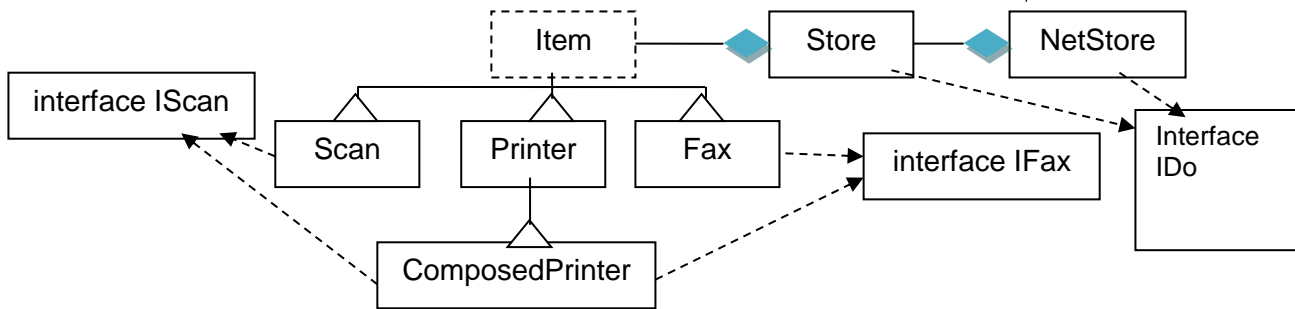 Item
Store
NetStore
interface IScan
Scan
Printer
Fax
interface IFax
Interface
IDo
ComposedPrinter